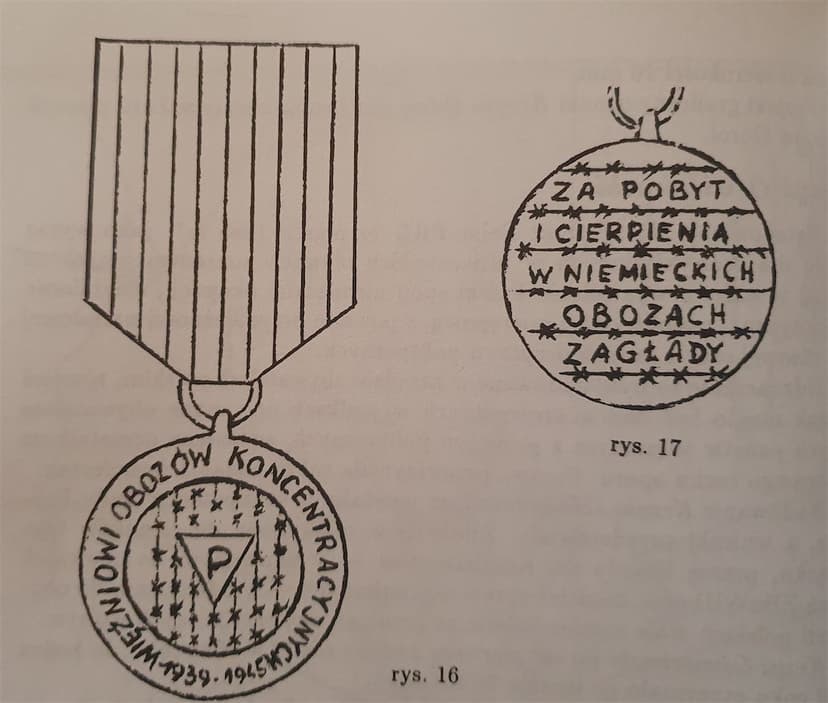 WIĘŹNIOWI OBOZÓW KONCENTRACYJNYCH
1939-1945
P
rys. 16
ZA POBYT
I CIERPIENIA
W NIEMIECKICH
OBOZACH
ZAGŁADY
rys. 17